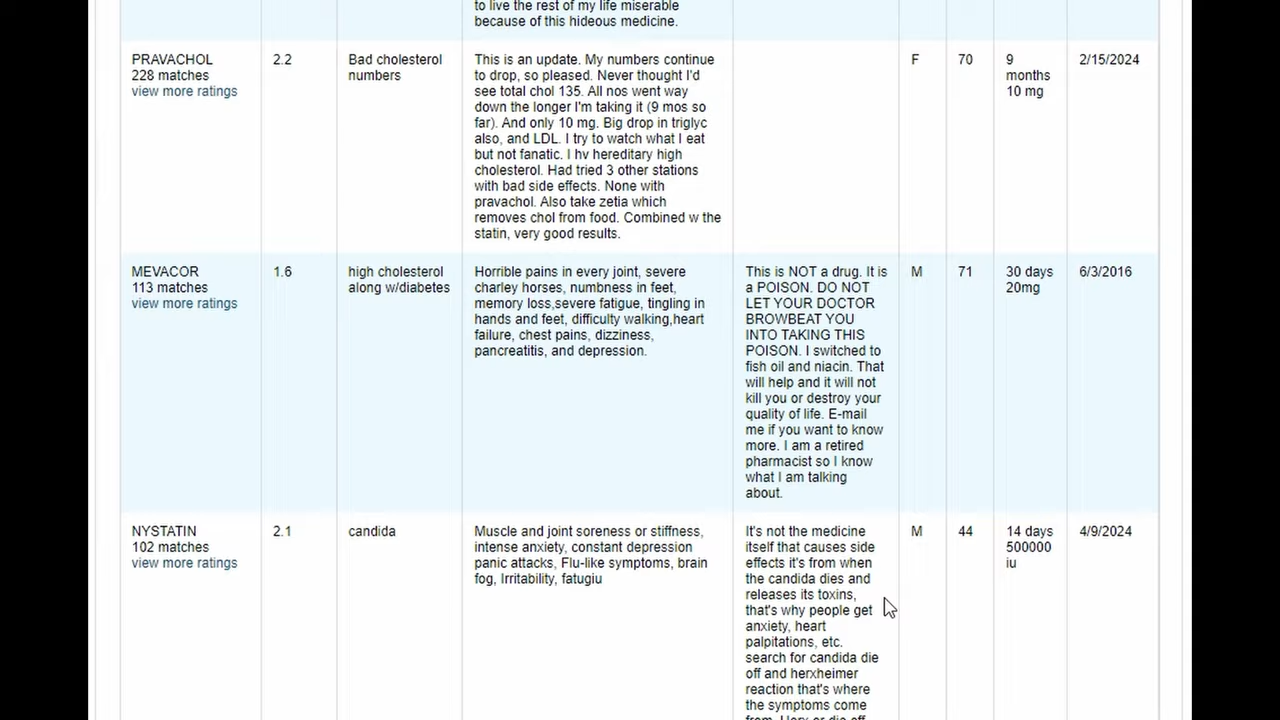 to live the rest of my life miserable
because of this hideous medicine.
PRAVACHOL
228 matches
view more ratings
2.2
Bad cholesterol
numbers
This is an update. My numbers continue
to drop, so pleased. Never thought I'd
see total chol 135. All nos went way
down the longer I'm taking it (9 mos so
far). And only 10 mg. Big drop in triglyc
also, and LDL. I try to watch what I eat
but not fanatic. I hv hereditary high
cholesterol. Had tried 3 other stations
with bad side effects. None with
pravachol. Also take zetia which
removes chol from food. Combined w the
statin, very good results.
F
70
9
months
10 mg
2/15/2024
MEVACOR
113 matches
view more ratings
1.6
high cholesterol
along w/diabetes
Horrible pains in every joint, severe
charley horses, numbness in feet,
memory loss,severe fatigue, tingling in
hands and feet, difficulty walking,heart
failure, chest pains, dizziness,
pancreatitis, and depression.
This is NOT a drug. It is
a POISON. DO NOT
LET YOUR DOCTOR
BROWBEAT YOU
INTO TAKING THIS
POISON. I switched to
fish oil and niacin. That
will help and it will not
kill you or destroy your
quality of life. E-mail
me if you want to know
more. I am a retired
pharmacist so I know
what I am talking
about.
M
71
30 days
20mg
6/3/2016
NYSTATIN
102 matches
view more ratings
2.1
candida
Muscle and joint soreness or stiffness,
intense anxiety, constant depression
panic attacks, Flu-like symptoms, brain
fog, Irritability, fatugiu
It's not the medicine
itself that causes side
effects it's from when
the candida dies and
releases its toxins,
that's why people get
anxiety, heart
palpitations, etc.
search for candida die
off and herxheimer
reaction that's where
the symptoms come
from
M
44
14 days
500000
iu
4/9/2024